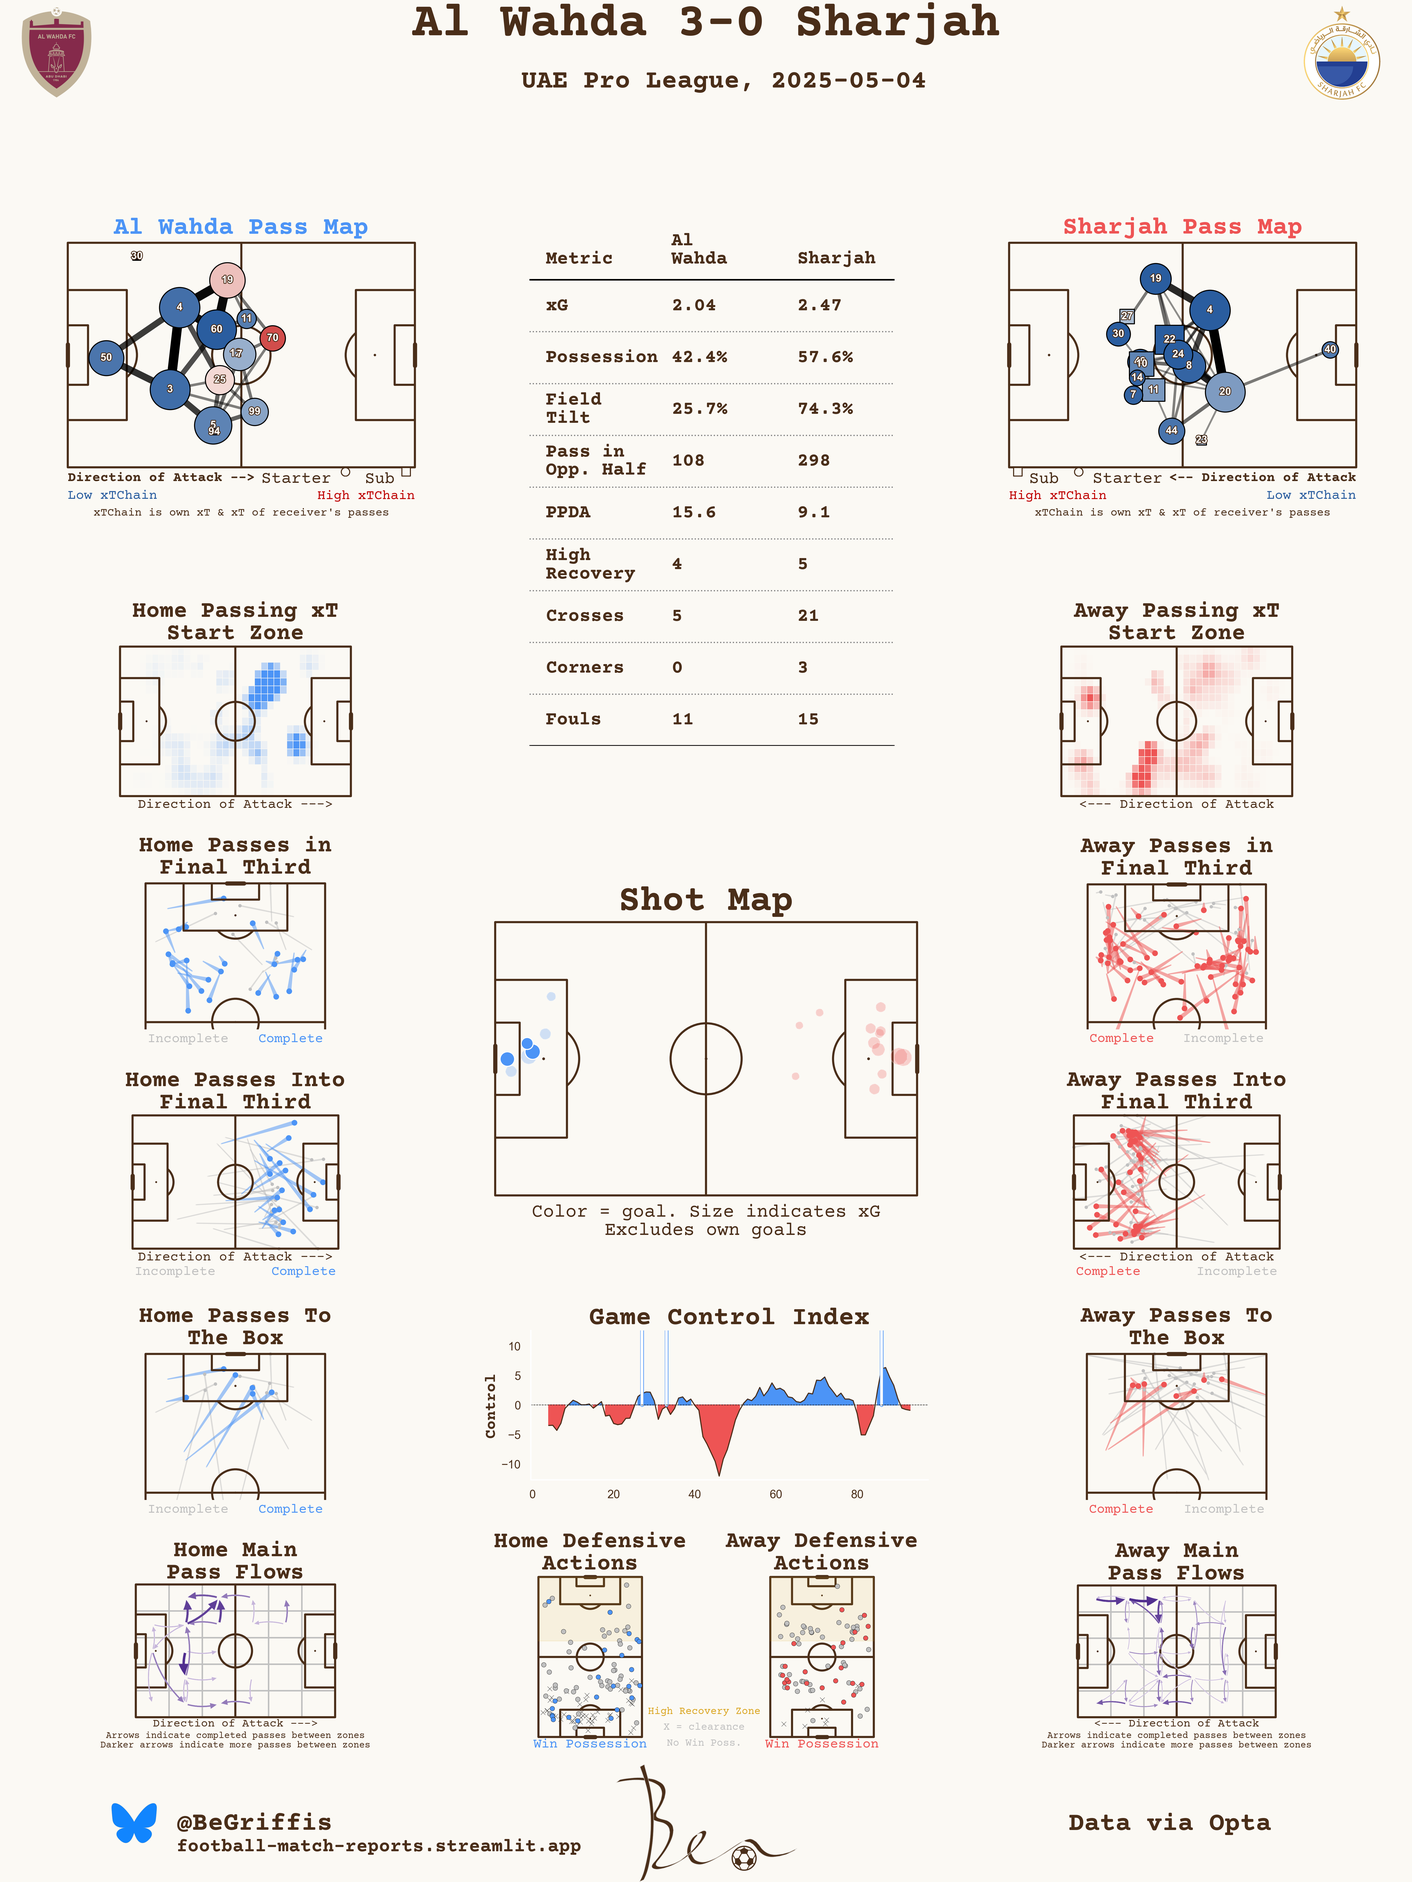 Al Wahda 3-0 Sharjah
UAE Pro League, 2025-05-04
AL WAHDA FC
ABU DHABI
SHARJAH FC
Al Wahda Pass Map
30
19
4
11
60
70
17
50
25
3
99
5
94
Direction of Attack --> Starter Sub
Low xTChain High xTChain
xTChain is own xT & xT of receiver's passes
Metric Al Wahda Sharjah
xG 2.04 2.47
Possession 42.4% 57.6%
Field Tilt 25.7% 74.3%
Pass in Opp. Half 108 298
PPDA 15.6 9.1
High Recovery 4 5
Crosses 5 21
Corners 0 3
Fouls 11 15
Sharjah Pass Map
19
4
27
30
22
24
40
10
8
14
7
11
20
44
23
Sub Starter <-- Direction of Attack
High xTChain Low xTChain
xTChain is own xT & xT of receiver's passes
Home Passing xT
Start Zone
Direction of Attack --->
Away Passing xT
Start Zone
<--- Direction of Attack
Home Passes in
Final Third
Incomplete Complete
Away Passes in
Final Third
Complete Incomplete
Shot Map
Color = goal. Size indicates xG
Excludes own goals
Home Passes Into
Final Third
Direction of Attack --->
Incomplete Complete
Away Passes Into
Final Third
<--- Direction of Attack
Complete Incomplete
Home Passes To
The Box
Incomplete Complete
Game Control Index
Control
10
5
0
−5
−10
0 20 40 60 80
Away Passes To
The Box
Complete Incomplete
Home Main
Pass Flows
Direction of Attack --->
Arrows indicate completed passes between zones
Darker arrows indicate more passes between zones
Home Defensive
Actions
Win Possession
High Recovery Zone
X = clearance
No Win Poss.
Away Defensive
Actions
Win Possession
Away Main
Pass Flows
<--- Direction of Attack
Arrows indicate completed passes between zones
Darker arrows indicate more passes between zones
@BeGriffis
football-match-reports.streamlit.app
Ben
Data via Opta